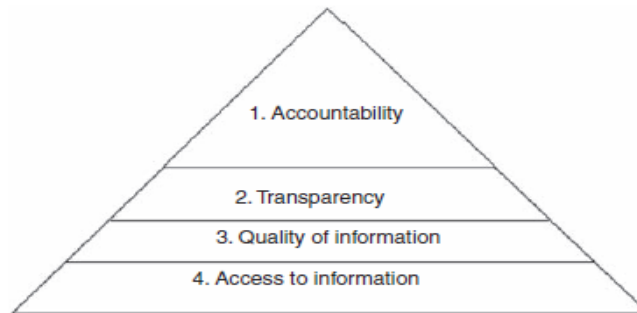 1. Accountability
2. Transparency
3. Quality of information
4. Access to information